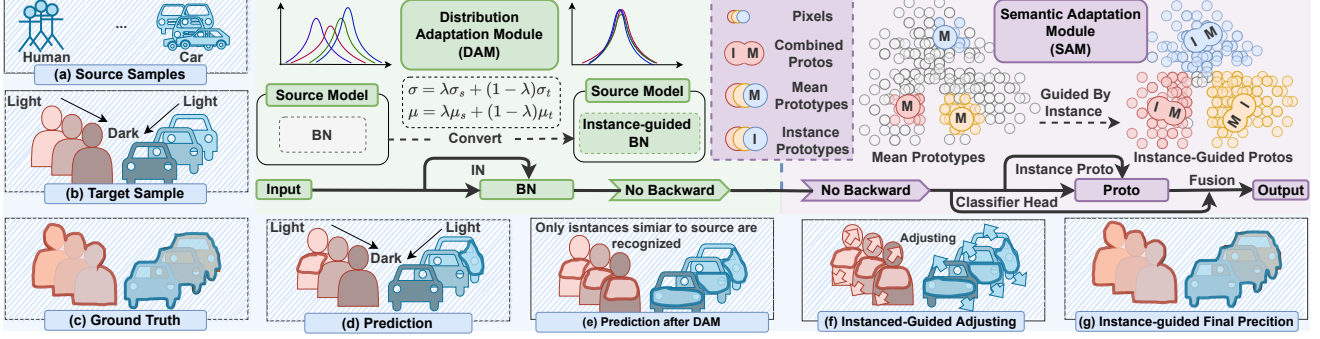 Human
...
Car
(a) Source Samples
Light
Light
Dark
(b) Target Sample
(c) Ground Truth
Distribution
Adaptation Module
(DAM)
Source Model
BN
σ = λσ_s + (1 − λ)σ_t
μ = λμ_s + (1 − λ)μ_t
Convert
Source Model
Instance-guided
BN
IN
Input
BN
No Backward
Pixels
I M
Combined
Protos
M
Mean
Prototypes
I
Instance
Prototypes
Semantic Adaptation
Module
(SAM)
M
M
M
Mean Prototypes
Guided By
Instance
I M
I M
M I
Instance-Guided Protos
No Backward
Instance Proto
Proto
Classifier Head
Fusion
Output
Light
Light
Dark
(d) Prediction
Only isntances simiar to source are
recognized
(e) Prediction after DAM
Adjusting
(f) Instanced-Guided Adjusting
(g) Instance-guided Final Precition